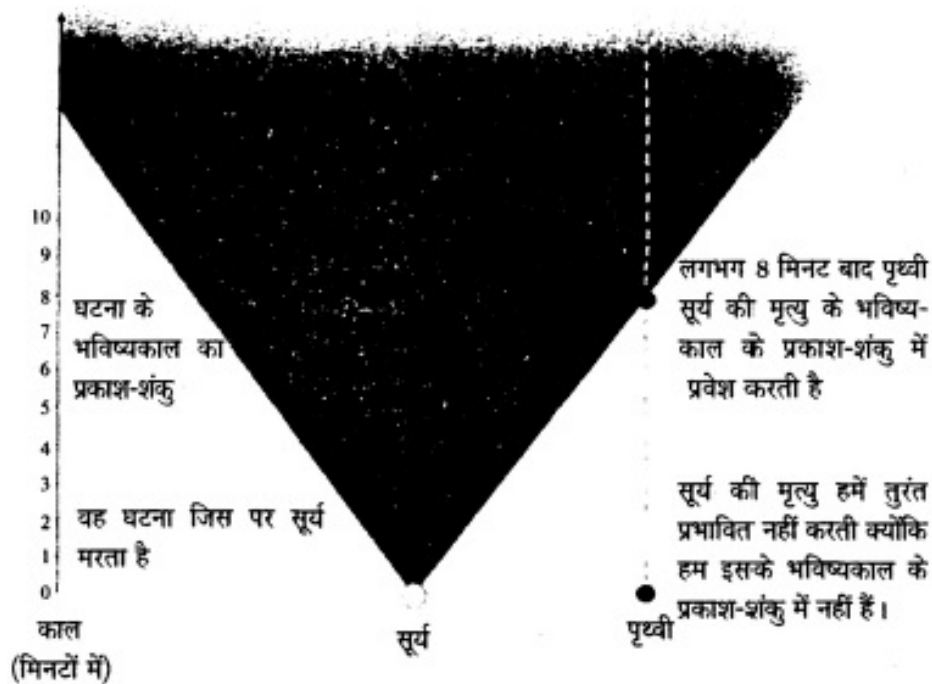 10
9
8
7
6
5
4
3
2
1
0
घटना के
भविष्यकाल का
प्रकाश-शंकु
वह घटना जिस पर सूर्य
मरता है
लगभग 8 मिनट बाद पृथ्वी
सूर्य की मृत्यु के भविष्य-
काल के प्रकाश-शंकु में
प्रवेश करती है
सूर्य की मृत्यु हमें तुरंत
प्रभावित नहीं करती क्योंकि
हम इसके भविष्यकाल के
प्रकाश-शंकु में नहीं हैं।
काल
(मिनटों में)
सूर्य
पृथ्वी